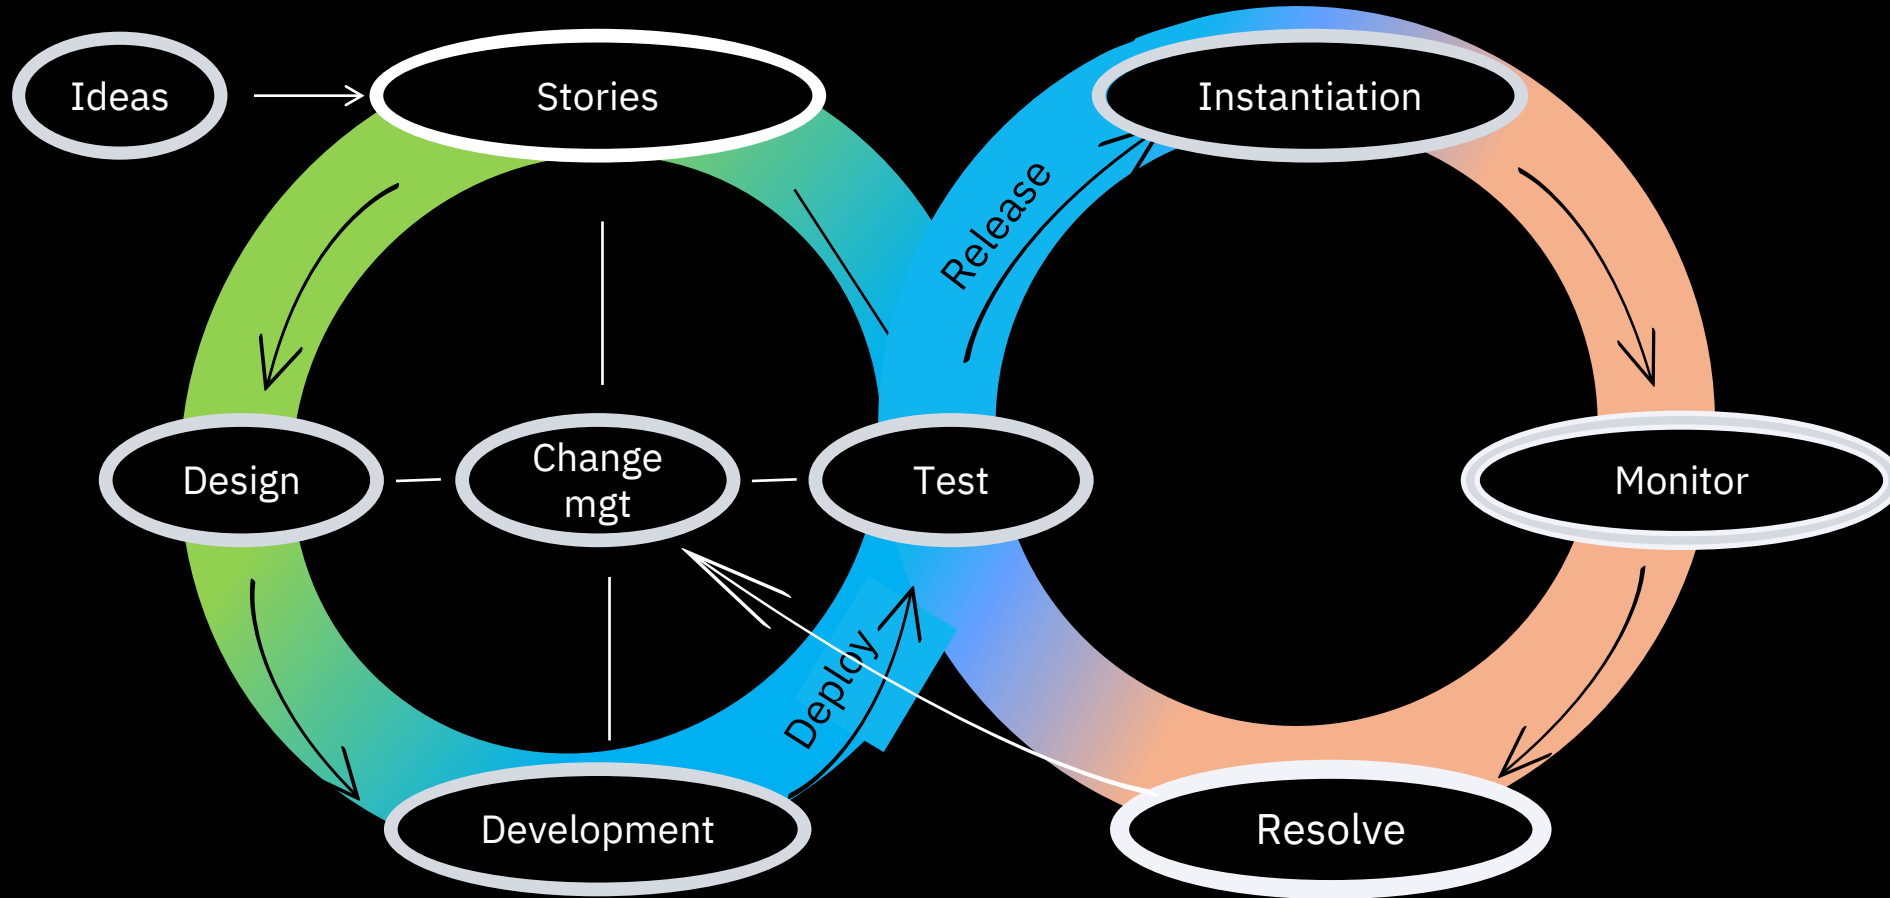 Ideas
Stories
Instantiation
Release
Design
Change
mgt
Test
Monitor
Deploy
Development
Resolve